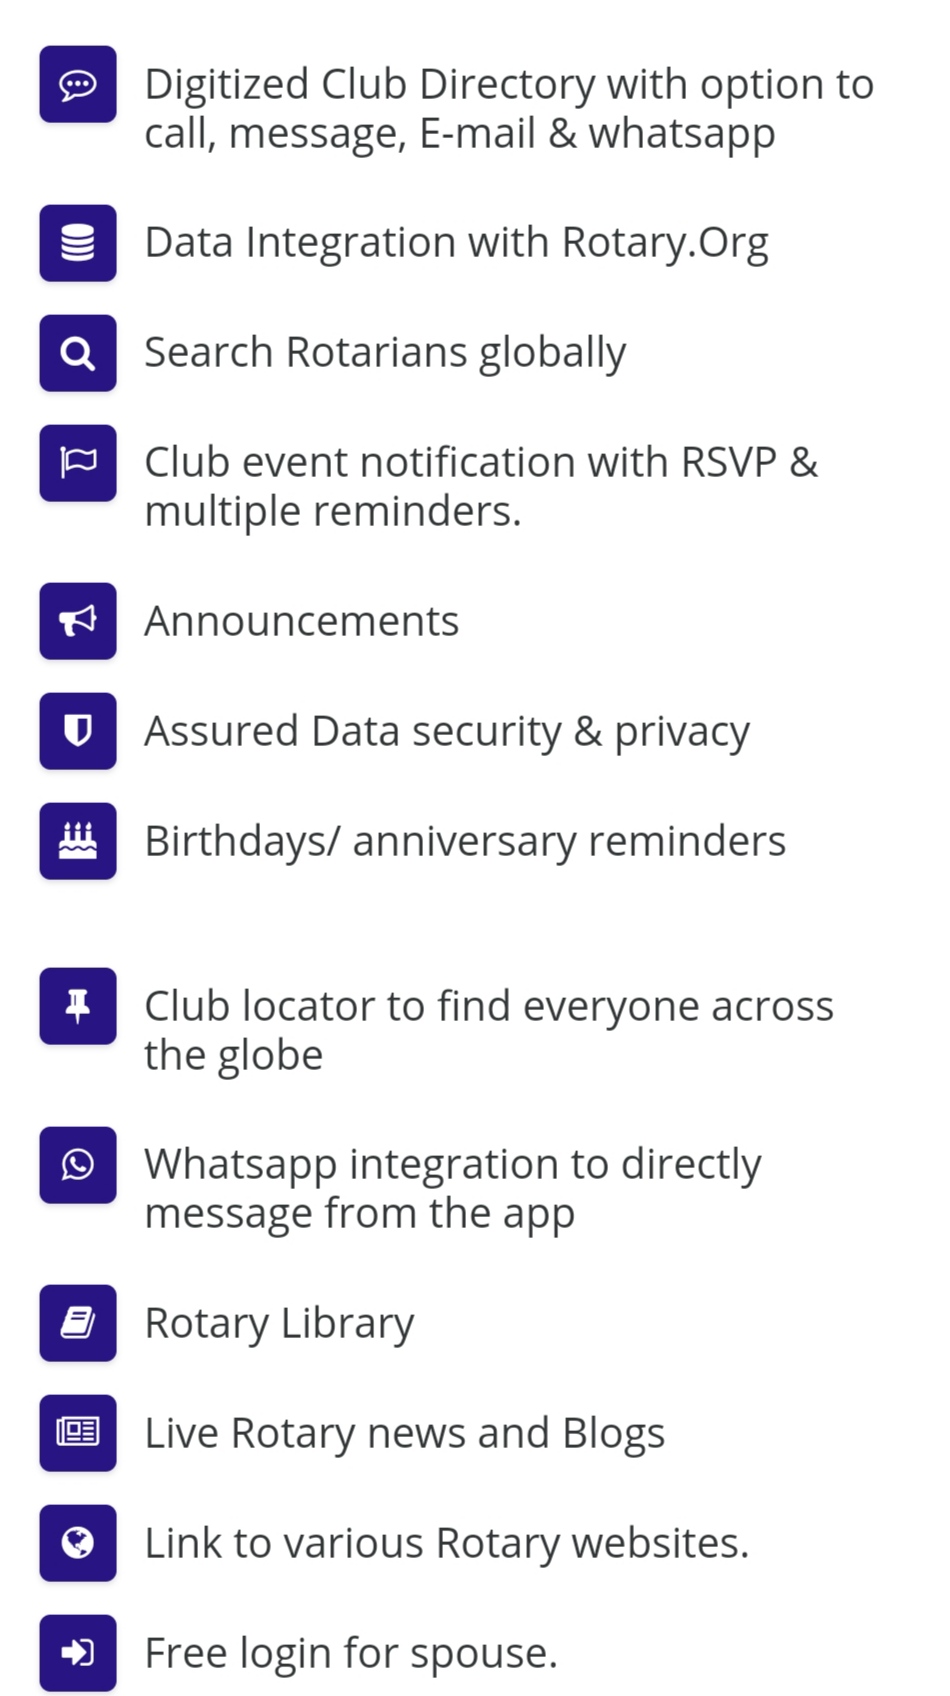 Digitized Club Directory with option to
call, message, E-mail & whatsapp
Data Integration with Rotary.Org
Search Rotarians globally
Club event notification with RSVP &
multiple reminders.
Announcements
Assured Data security & privacy
Birthdays/ anniversary reminders
Club locator to find everyone across
the globe
Whatsapp integration to directly
message from the app
Rotary Library
Live Rotary news and Blogs
Link to various Rotary websites.
Free login for spouse.